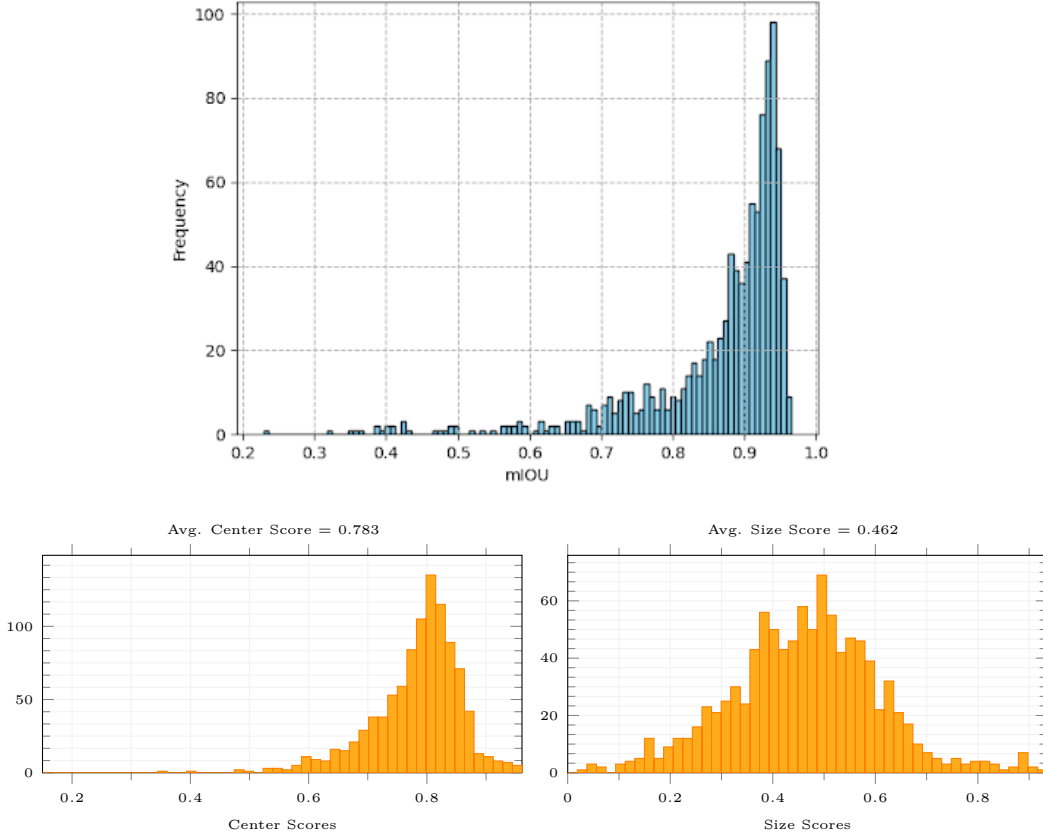 100
80
60
40
20
0
Frequency
0.2 0.3 0.4 0.5 0.6 0.7 0.8 0.9 1.0
mIOU
Avg. Center Score = 0.783
100
50
0
0.2 0.4 0.6 0.8
Center Scores
Avg. Size Score = 0.462
60
40
20
0
0 0.2 0.4 0.6 0.8
Size Scores